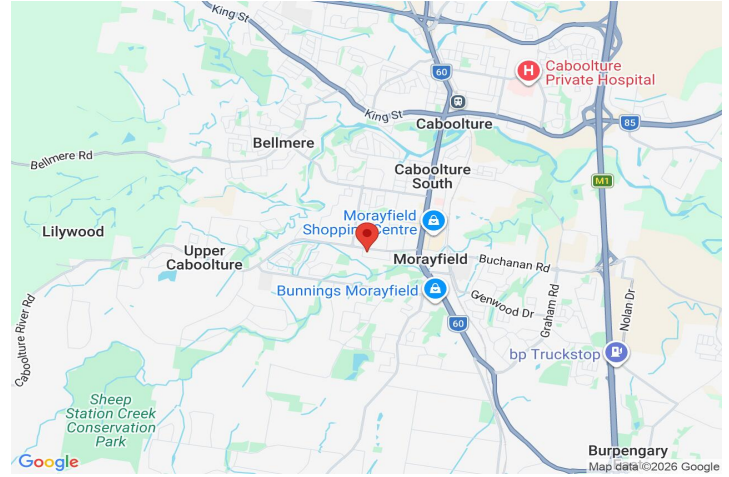 King St
60
H
Caboolture
Private Hospital
King St
Caboolture
85
Bellmere
Bellmere Rd
Caboolture
South
M1
Morayfield
Shopping Centre
Lilywood
Upper
Caboolture
Morayfield
Buchanan Rd
Bunnings Morayfield
Glenwood Dr
Graham Rd
Nolan Dr
60
Caboolture River Rd
bp Truckstop
Sheep
Station Creek
Conservation
Park
Burpengary
Google
Map data ©2026 Google